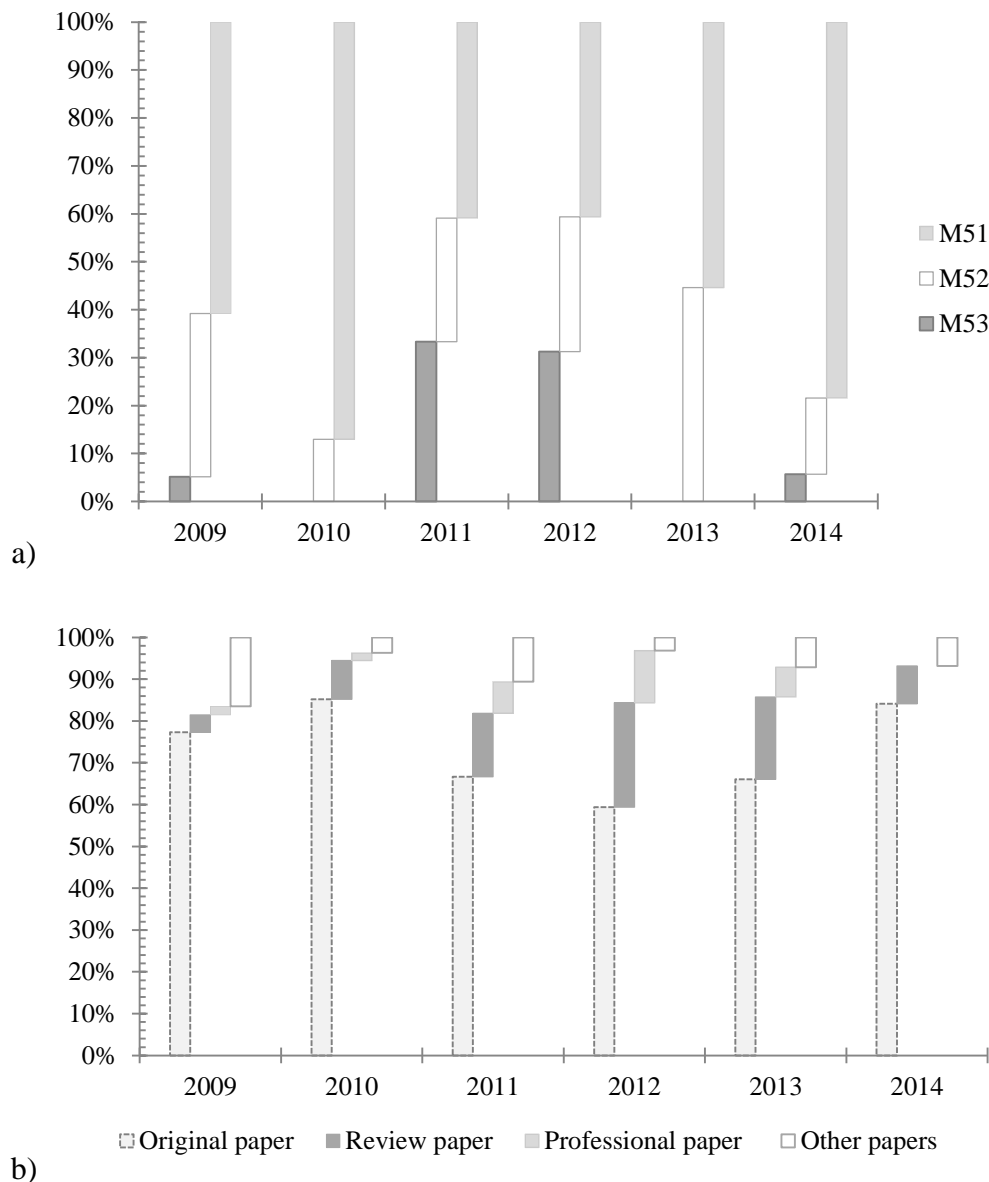 100%
90%
80%
70%
60%
50%
40%
30%
20%
10%
0%
2009 2010 2011 2012 2013 2014
M51
M52
M53
a)
100%
90%
80%
70%
60%
50%
40%
30%
20%
10%
0%
2009 2010 2011 2012 2013 2014
Original paper Review paper Professional paper Other papers
b)